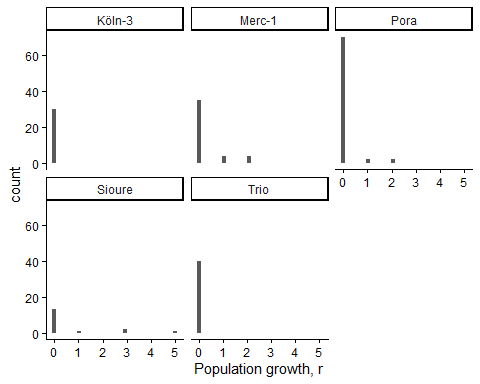 Köln-3 Merc-1 Pora
60
40
20
0
0 1 2 3 4 5
count
Sioure Trio
60
40
20
0
0 1 2 3 4 5 0 1 2 3 4 5
Population growth, r